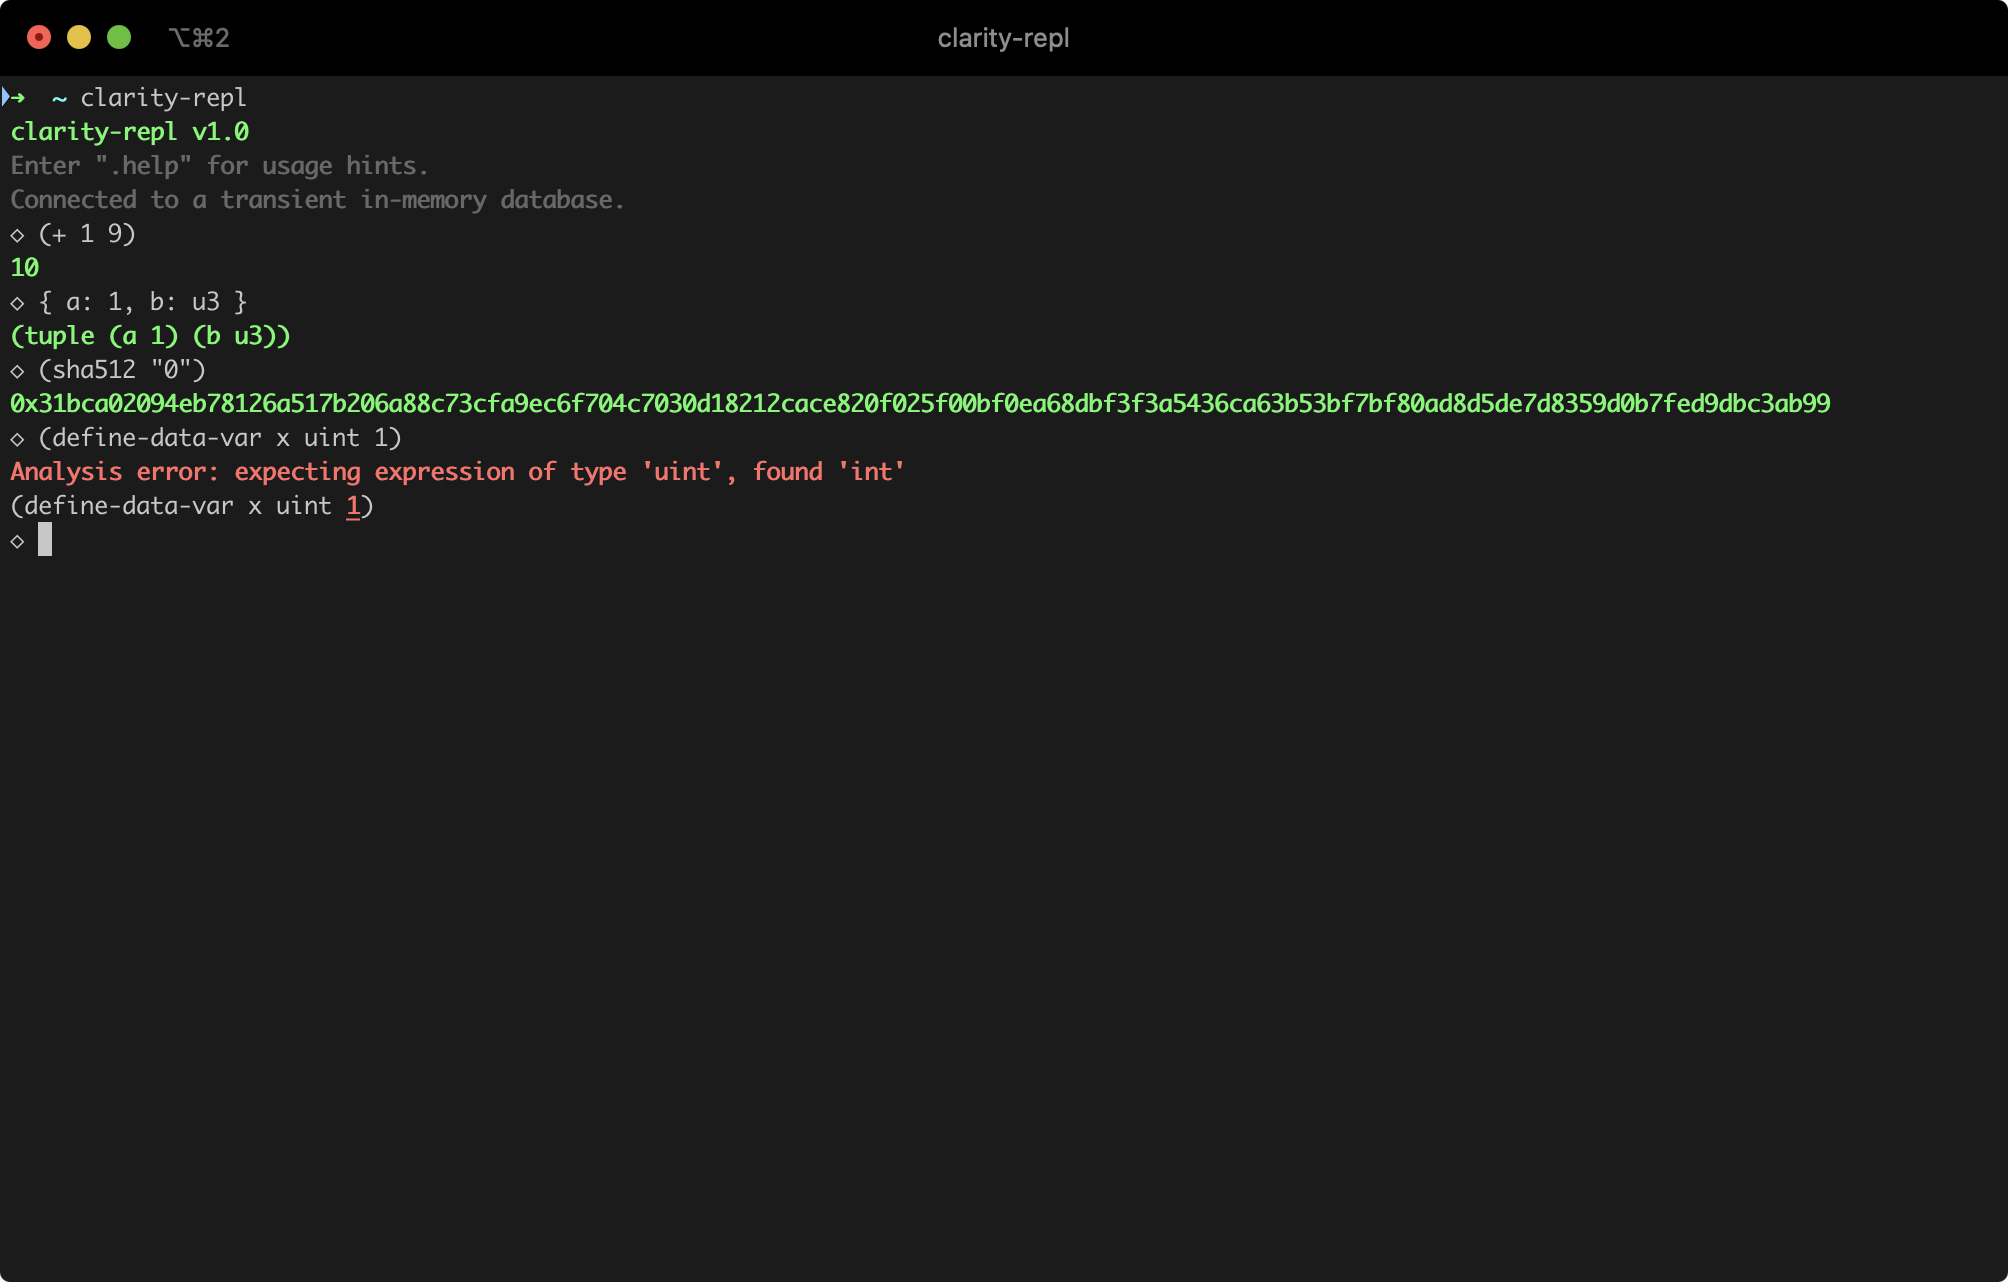 ⌥⌘2
clarity-repl
➜ ~ clarity-repl
clarity-repl v1.0
Enter ".help" for usage hints.
Connected to a transient in-memory database.
◇ (+ 1 9)
10
◇ { a: 1, b: u3 }
(tuple (a 1) (b u3))
◇ (sha512 "0")
0x31bca02094eb78126a517b206a88c73cfa9ec6f704c7030d18212cace820f025f00bf0ea68dbf3f3a5436ca63b53bf7bf80ad8d5de7d8359d0b7fed9dbc3ab99
◇ (define-data-var x uint 1)
Analysis error: expecting expression of type 'uint', found 'int'
(define-data-var x uint 1)
◇